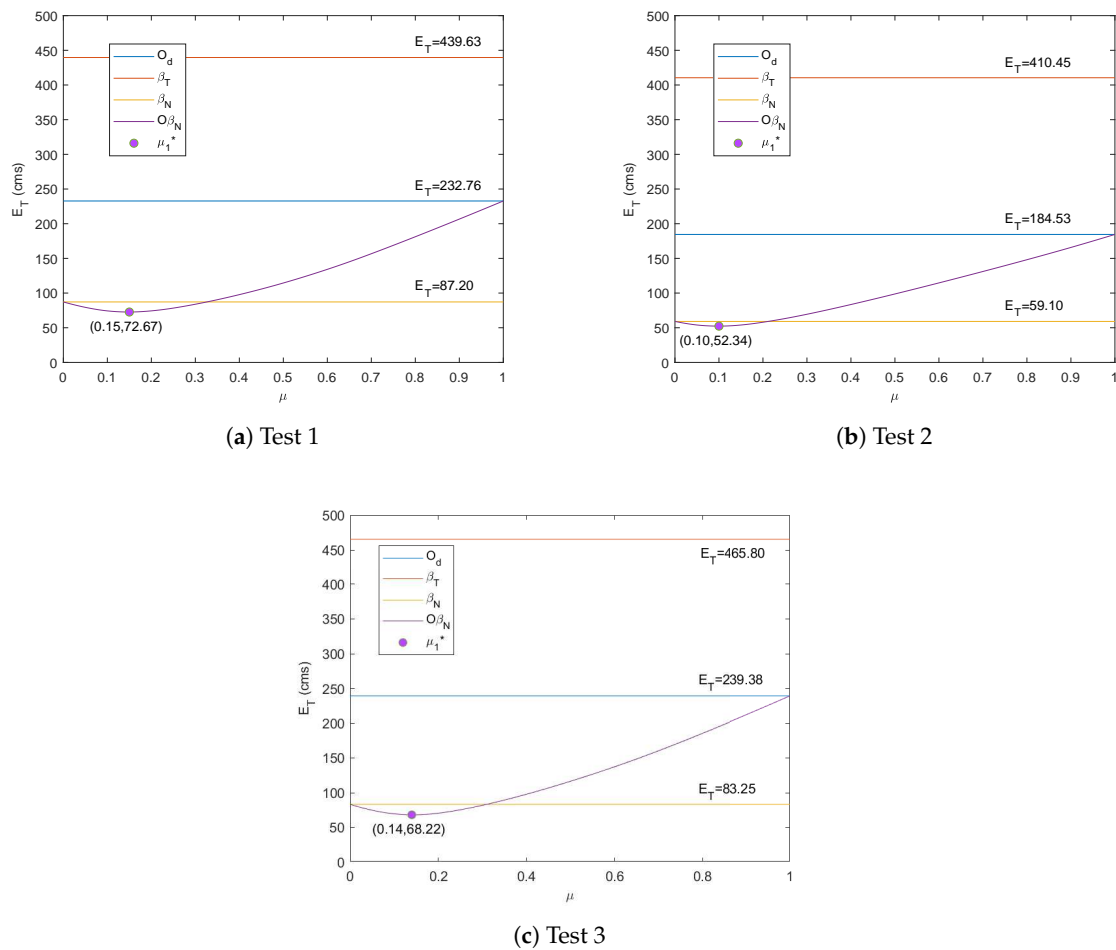 500
450
400
350
300
250
200
150
100
50
0
E_T (cms)
O_d
β_T
β_N
Oβ_N
μ_1*
E_T=439.63
E_T=232.76
E_T=87.20
(0.15,72.67)
0 0.1 0.2 0.3 0.4 0.5 0.6 0.7 0.8 0.9 1
μ
(a) Test 1
500
450
400
350
300
250
200
150
100
50
0
E_T (cms)
O_d
β_T
β_N
Oβ_N
μ_1*
E_T=410.45
E_T=184.53
E_T=59.10
(0.10,52.34)
0 0.1 0.2 0.3 0.4 0.5 0.6 0.7 0.8 0.9 1
μ
(b) Test 2
500
450
400
350
300
250
200
150
100
50
0
E_T (cms)
O_d
β_T
β_N
Oβ_N
μ_1*
E_T=465.80
E_T=239.38
E_T=83.25
(0.14,68.22)
0 0.2 0.4 0.6 0.8 1
μ
(c) Test 3